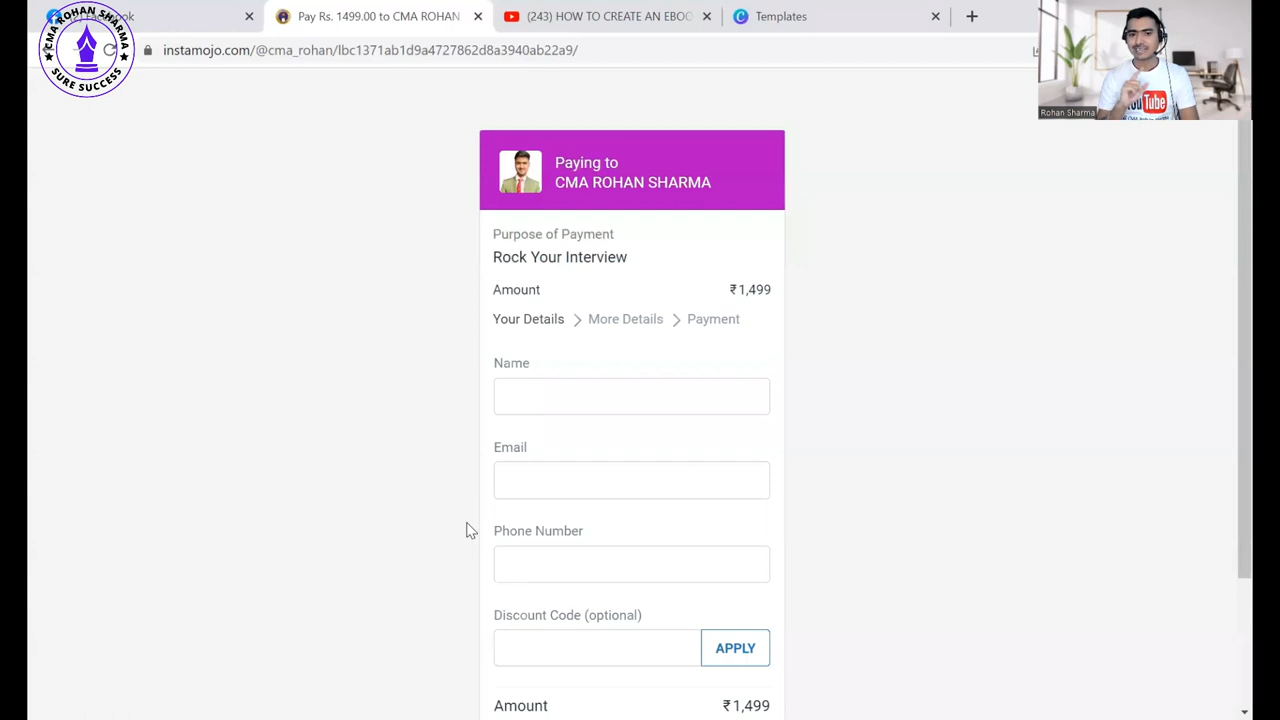 CMA ROHAN SHARMA
SURE SUCCESS
(2) Facebook
Pay Rs. 1499.00 to CMA ROHAN
(243) HOW TO CREATE AN EBOO
Templates
instamojo.com/@cma_rohan/lbc1371ab1d9a4727862d8a3940ab22a9/
Rohan Sharma
Paying to
CMA ROHAN SHARMA
Purpose of Payment
Rock Your Interview
Amount ₹1,499
Your Details > More Details > Payment
Name
Email
Phone Number
Discount Code (optional)
APPLY
Amount ₹1,499